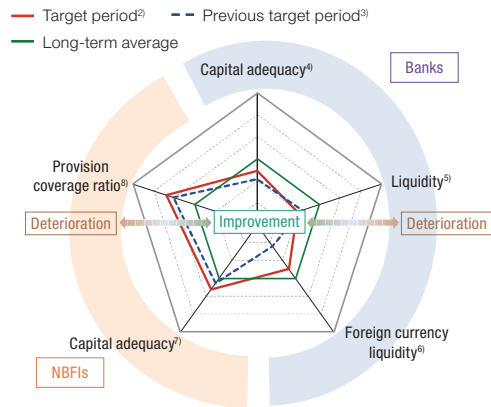 Target period2) Previous target period3)
Long-term average
Capital adequacy4)
Banks
Provision
coverage ratio8)
Liquidity5)
Deterioration
Improvement
Deterioration
Capital adequacy7)
Foreign currency
liquidity6)
NBFIs